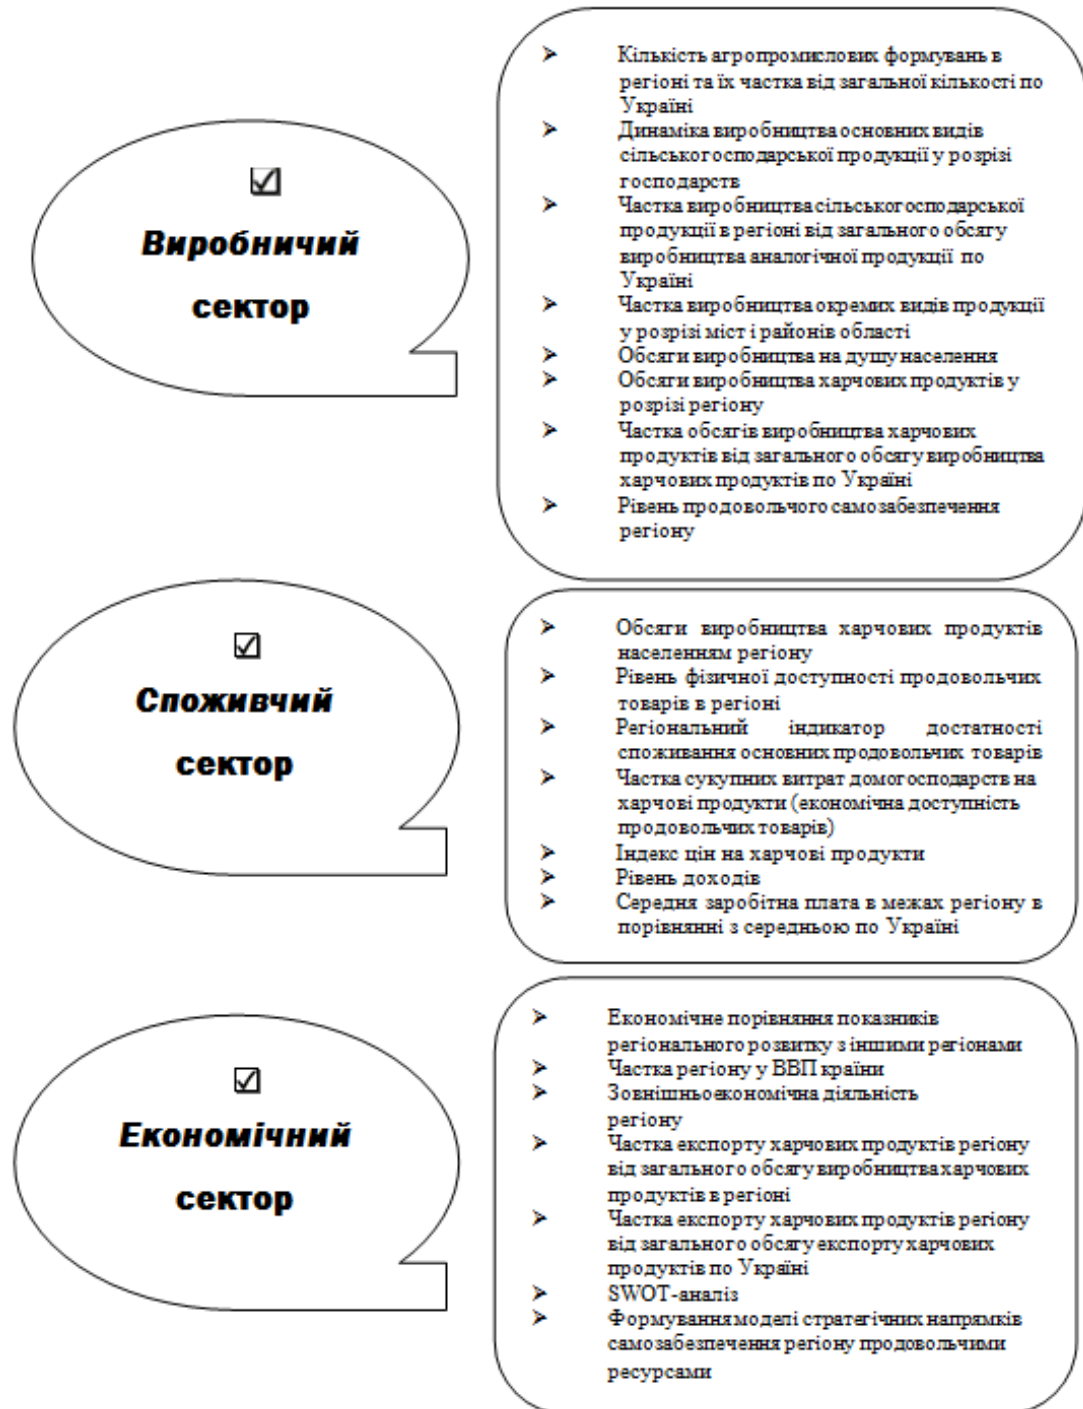 Виробничий
сектор
➢ Кількість агропромислових формувань в
регіоні та їх частка від загальної кількості по
Україні
➢ Динаміка виробництва основних видів
сільськогосподарської продукції у розрізі
господарств
➢ Частка виробництва сільськогосподарської
продукції в регіоні від загального обсягу
виробництва аналогічної продукції по
Україні
➢ Частка виробництва окремих видів продукції
у розрізі міст і районів області
➢ Обсяги виробництва на душу населення
➢ Обсяги виробництва харчових продуктів у
розрізі регіону
➢ Частка обсягів виробництва харчових
продуктів від загального обсягу виробництва
харчових продуктів по Україні
➢ Рівень продовольчого самозабезпечення
регіону
Споживчий
сектор
➢ Обсяги виробництва харчових продуктів
населенням регіону
➢ Рівень фізичної доступності продовольчих
товарів в регіоні
➢ Регіональний індикатор достатності
споживання основних продовольчих товарів
➢ Частка сукупних витрат домогосподарств на
харчові продукти (економічна доступність
продовольчих товарів)
➢ Індекс цін на харчові продукти
➢ Рівень доходів
➢ Середня заробітна плата в межах регіону в
порівнянні з середньою по Україні
Економічний
сектор
➢ Економічне порівняння показників
регіонального розвитку з іншими регіонами
➢ Частка регіону у ВВП країни
➢ Зовнішньоекономічна діяльність
регіону
➢ Частка експорту харчових продуктів регіону
від загального обсягу виробництва харчових
продуктів в регіоні
➢ Частка експорту харчових продуктів регіону
від загального обсягу експорту харчових
продуктів по Україні
➢ SWOT-аналіз
➢ Формування моделі стратегічних напрямків
самозабезпечення регіону продовольчими
ресурсами